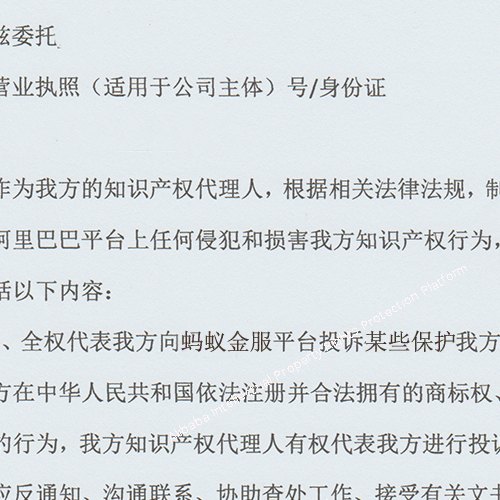 兹委托
营业执照（适用于公司主体）号/身份证
作为我方的知识产权代理人，根据相关法律法规，制
阿里巴巴平台上任何侵犯和损害我方知识产权行为，
括以下内容：
、全权代表我方向蚂蚁金服平台投诉某些保护我方
方在中华人民共和国依法注册并合法拥有的商标权、
的行为，我方知识产权代理人有权代表我方进行投诉
应反通知、沟通联系、协助查处工作、接受有关文书
Alibaba Intellectual Property Protection Platform